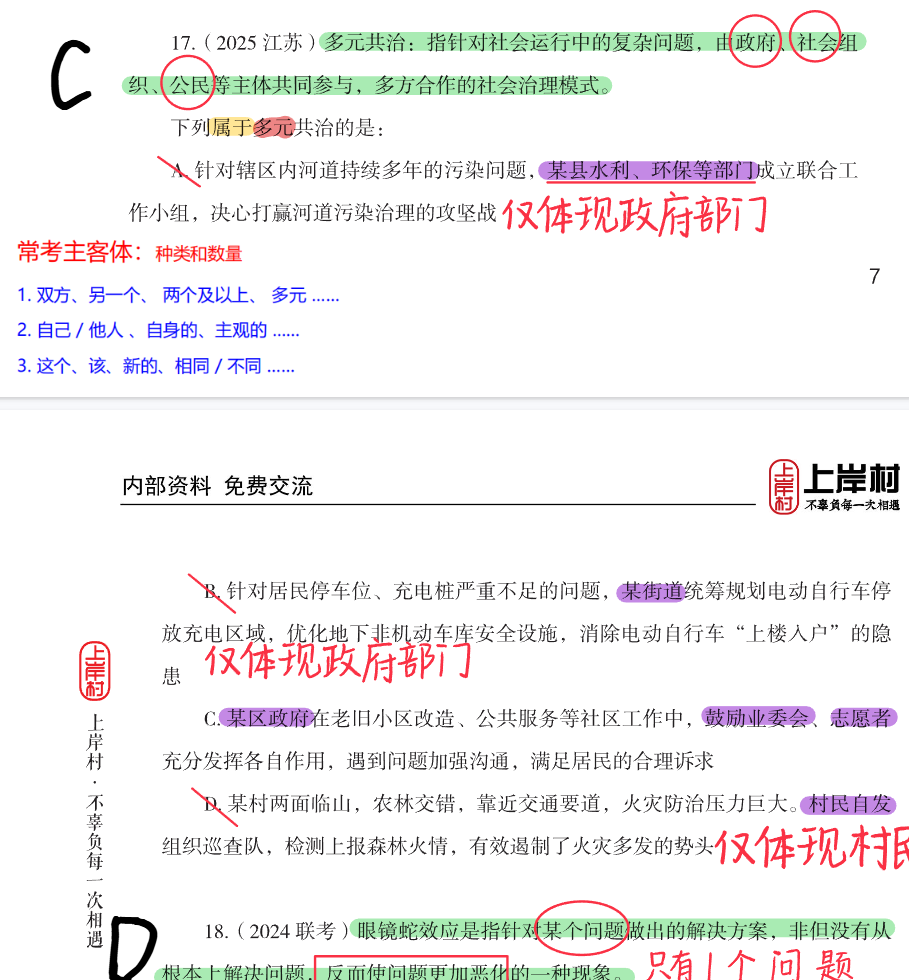 C
17.（2025 江苏）多元共治：指针对社会运行中的复杂问题，由政府、社会组
织、公民等主体共同参与，多方合作的社会治理模式。
下列属于多元共治的是：
A. 针对辖区内河道持续多年的污染问题，某县水利、环保等部门成立联合工
作小组，决心打赢河道污染治理的攻坚战
仅体现政府部门
常考主客体：种类和数量
1. 双方、另一个、 两个及以上、 多元 ......
2. 自己 / 他人 、自身的、主观的 ......
3. 这个、该、新的、相同 / 不同 ......
7
内部资料 免费交流
上岸村
上岸村
不辜负每一次相遇
B. 针对居民停车位、充电桩严重不足的问题，某街道统筹规划电动自行车停
放充电区域，优化地下非机动车库安全设施，消除电动自行车“上楼入户”的隐
患
仅体现政府部门
C. 某区政府在老旧小区改造、公共服务等社区工作中，鼓励业委会、志愿者
充分发挥各自作用，遇到问题加强沟通，满足居民的合理诉求
D. 某村两面临山，农林交错，靠近交通要道，火灾防治压力巨大。村民自发
组织巡查队，检测上报森林火情，有效遏制了火灾多发的势头
仅体现村民
上岸村
上岸村·不辜负每一次相遇
D
18.（2024 联考）眼镜蛇效应是指针对某个问题做出的解决方案，非但没有从
根本上解决问题，反而使问题更加恶化的一种现象。
只有1个问题